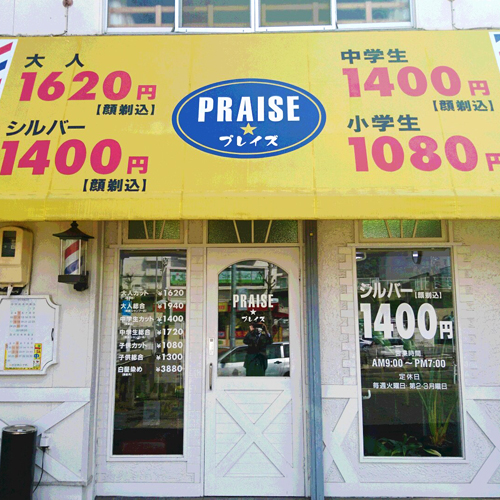 大人
1620円
【顔剃込】
シルバー
1400円
【顔剃込】
PRAISE
プレイズ
中学生
1400円
【顔剃込】
小学生
1080円
大人カット ¥1620
大人総合 ¥1940
中学生カット ¥1400
中学生総合 ¥1720
子供カット ¥1080
子供総合 ¥1300
白髪染め ¥3880
PRAISE
プレイズ
シルバー【顔剃込】
1400円
営業時間
AM9:00～PM7:00
定休日
毎週火曜日 第2・3月曜日